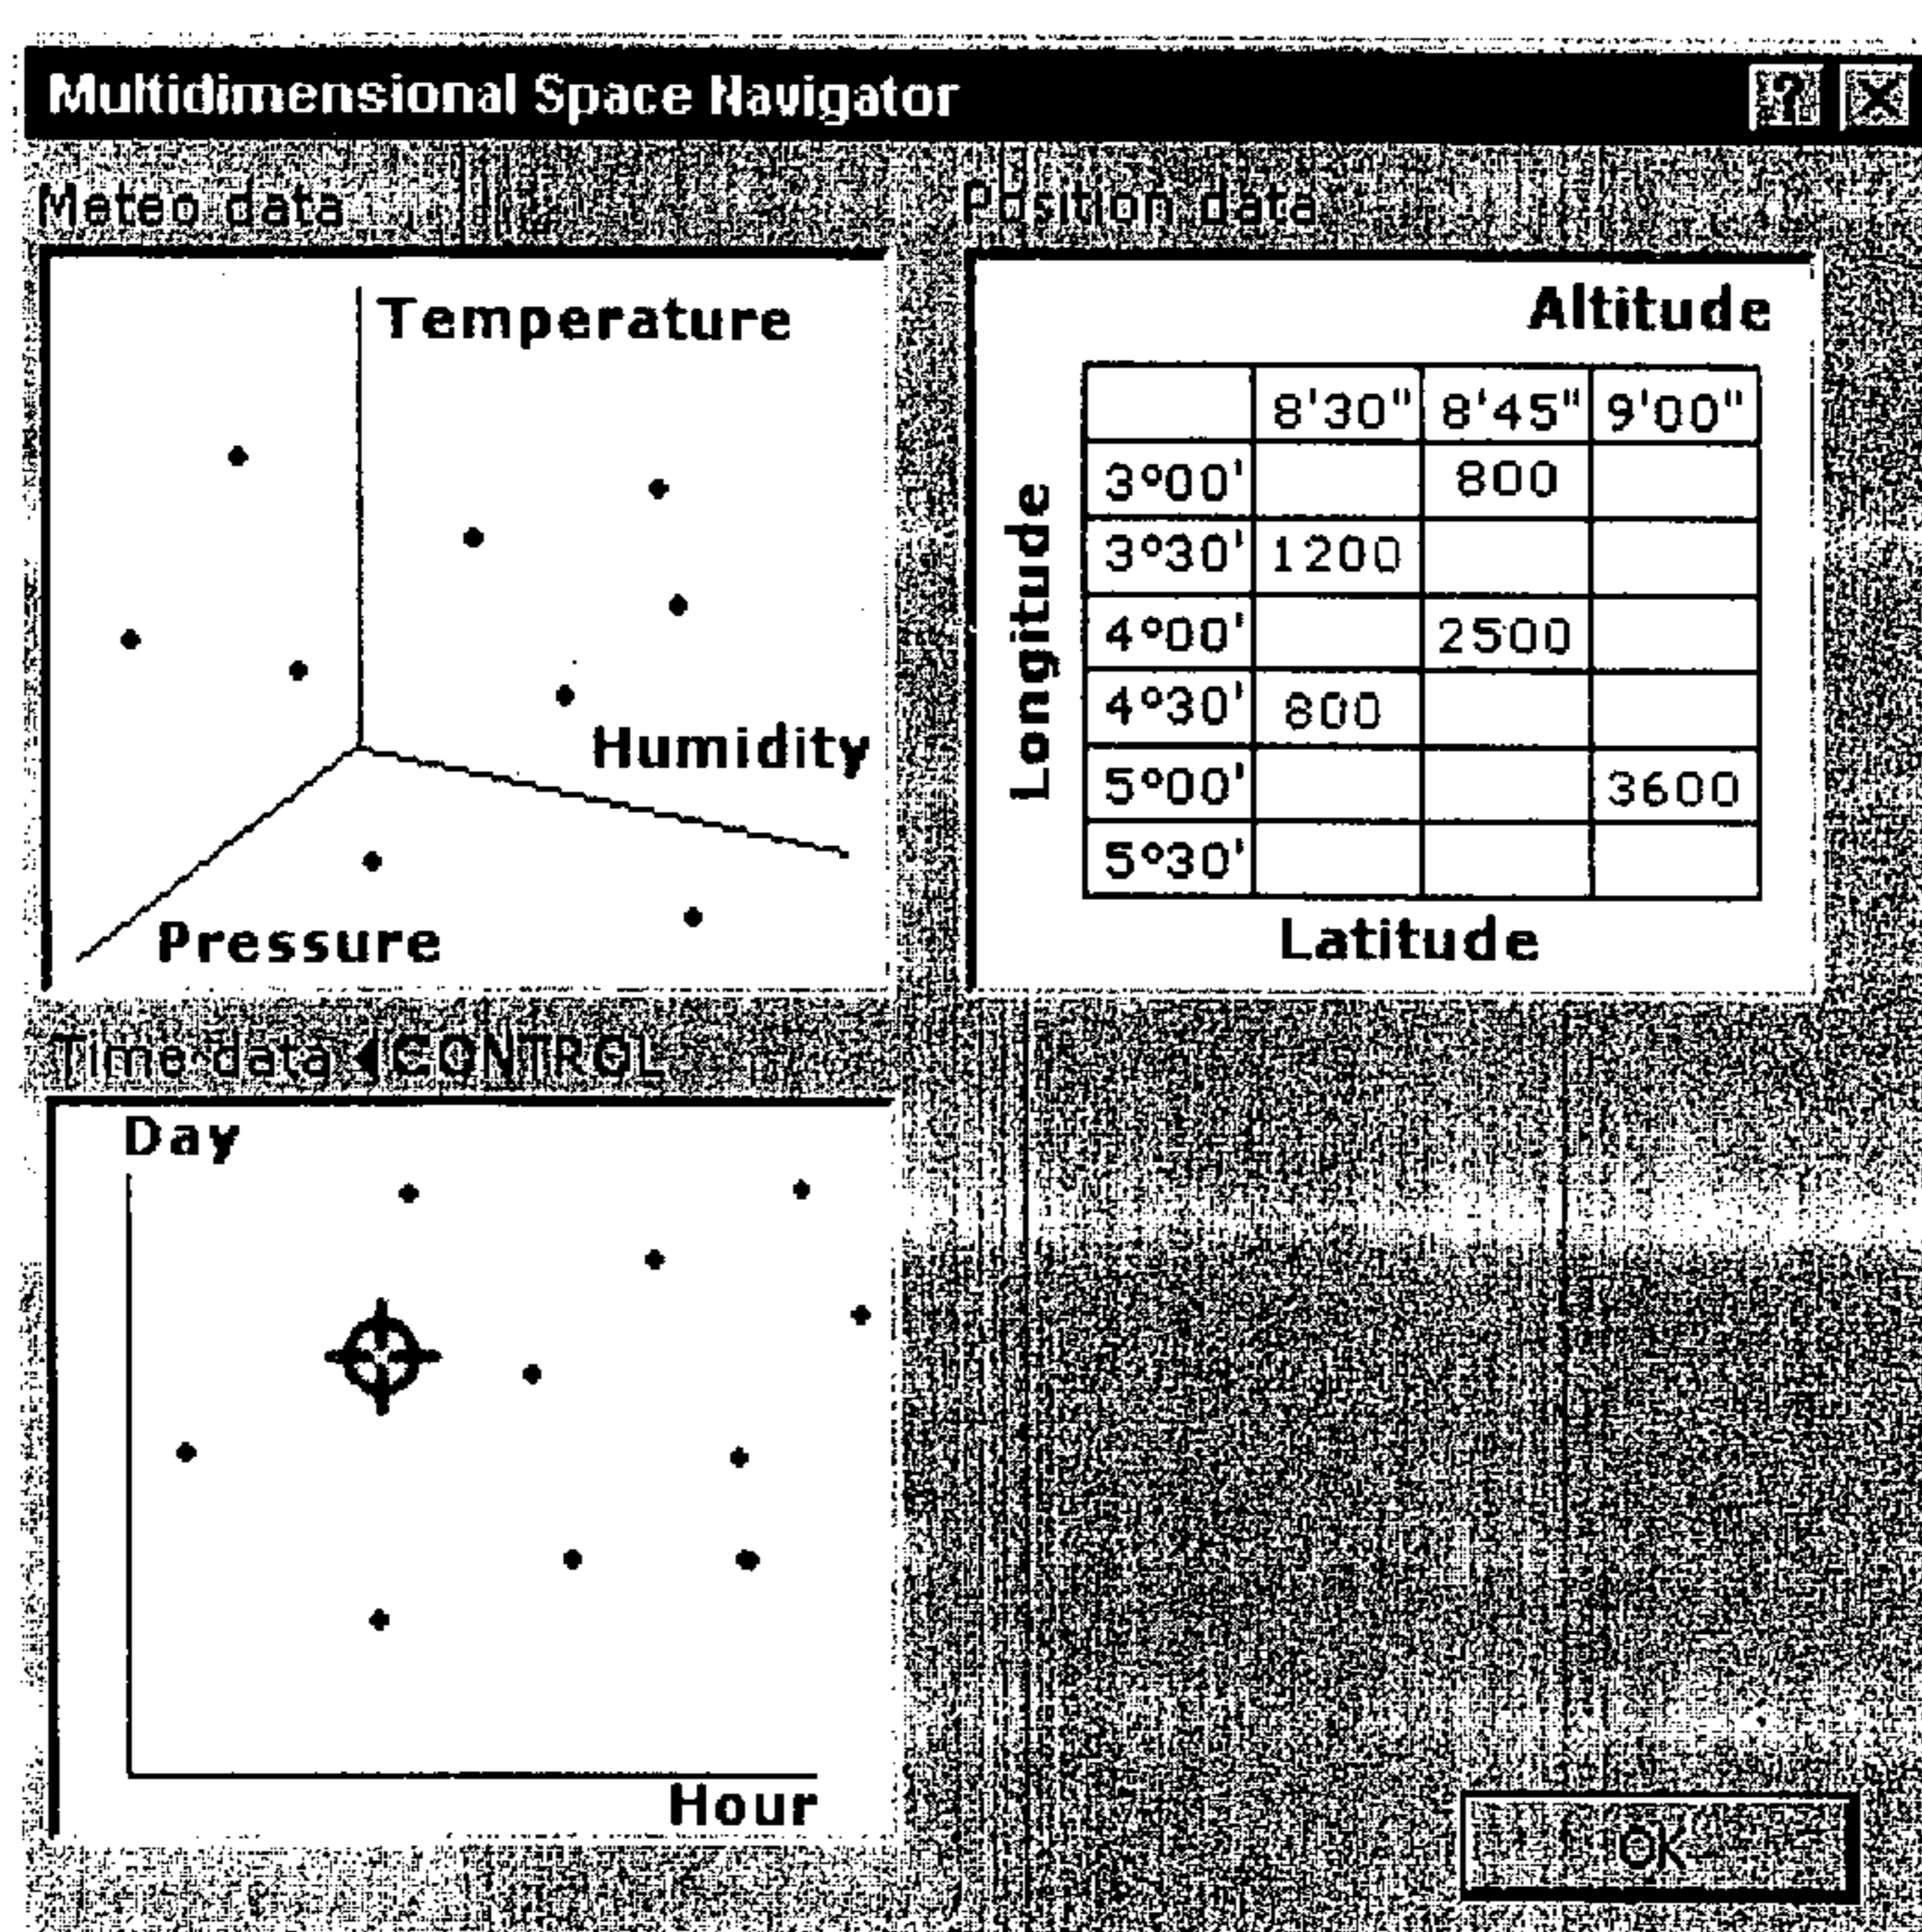 Multidimensional Space Navigator
Meteo data
Temperature
Humidity
Pressure
Position data
Altitude
Longitude
8'30" 8'45" 9'00"
3°00' 800
3°30' 1200
4°00' 2500
4°30' 800
5°00' 3600
5°30'
Latitude
Time data ◀CONTROL
Day
Hour
OK